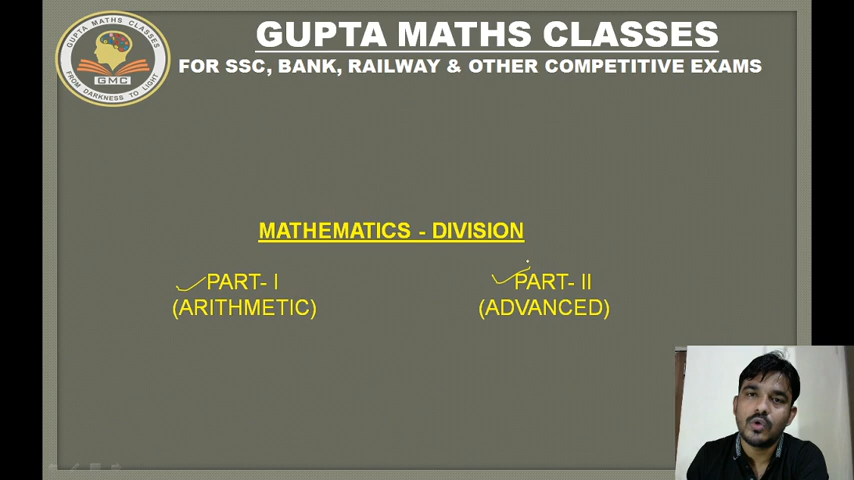 GUPTA MATHS CLASSES
FOR SSC, BANK, RAILWAY & OTHER COMPETITIVE EXAMS
GUPTA MATHS CLASSES
GMC
FROM DARKNESS TO LIGHT
MATHEMATICS - DIVISION
PART- I
(ARITHMETIC)
PART- II
(ADVANCED)